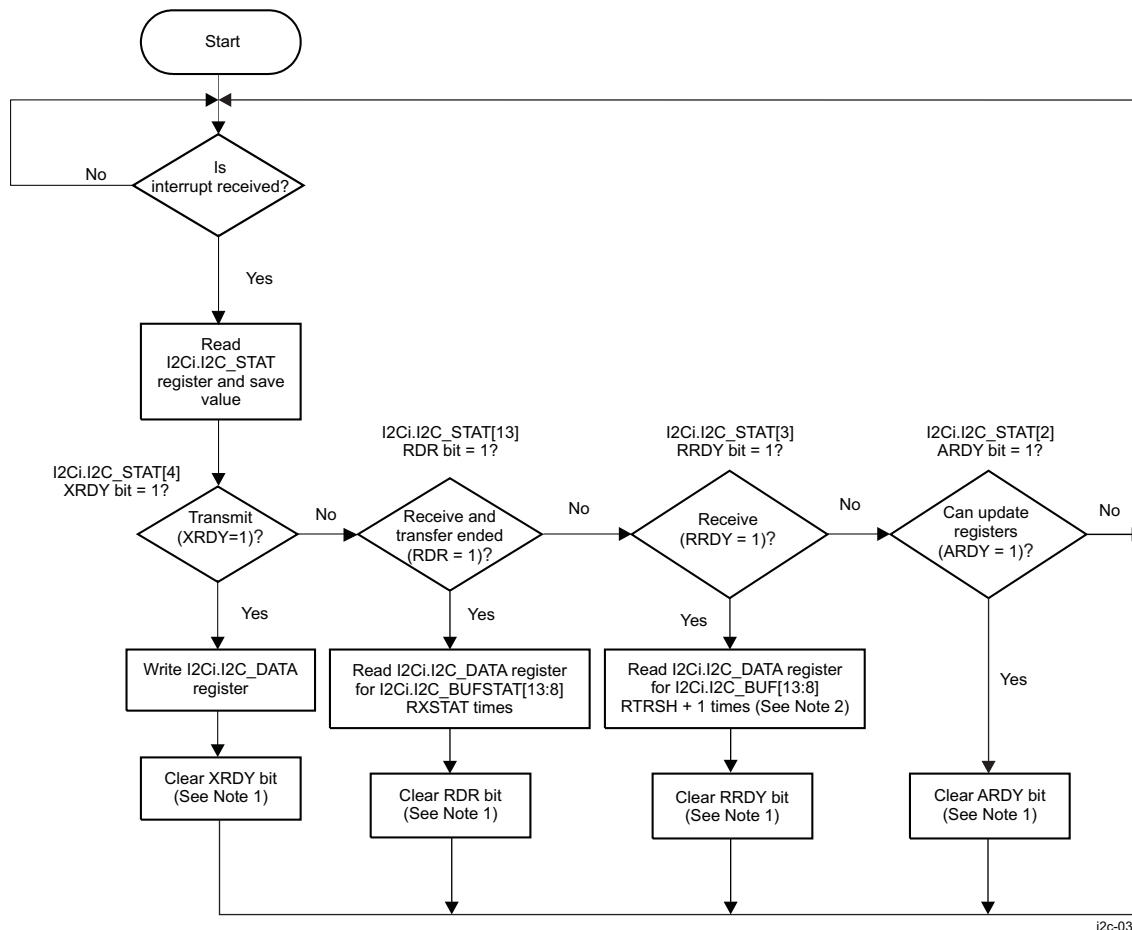 Start
Is
interrupt received?
No
Yes
Read
I2Ci.I2C_STAT
register and save
value
I2Ci.I2C_STAT[4]
XRDY bit = 1?
Transmit
(XRDY=1)?
No
I2Ci.I2C_STAT[13]
RDR bit = 1?
Receive and
transfer ended
(RDR = 1)?
No
I2Ci.I2C_STAT[3]
RRDY bit = 1?
Receive
(RRDY = 1)?
No
I2Ci.I2C_STAT[2]
ARDY bit = 1?
Can update
registers
(ARDY = 1)?
No
Yes
Write I2Ci.I2C_DATA
register
Clear XRDY bit
(See Note 1)
Yes
Read I2Ci.I2C_DATA register
for I2Ci.I2C_BUFSTAT[13:8]
RXSTAT times
Clear RDR bit
(See Note 1)
Yes
Read I2Ci.I2C_DATA register
for I2Ci.I2C_BUF[13:8]
RTRSH + 1 times (See Note 2)
Clear RRDY bit
(See Note 1)
Yes
Clear ARDY bit
(See Note 1)
i2c-03